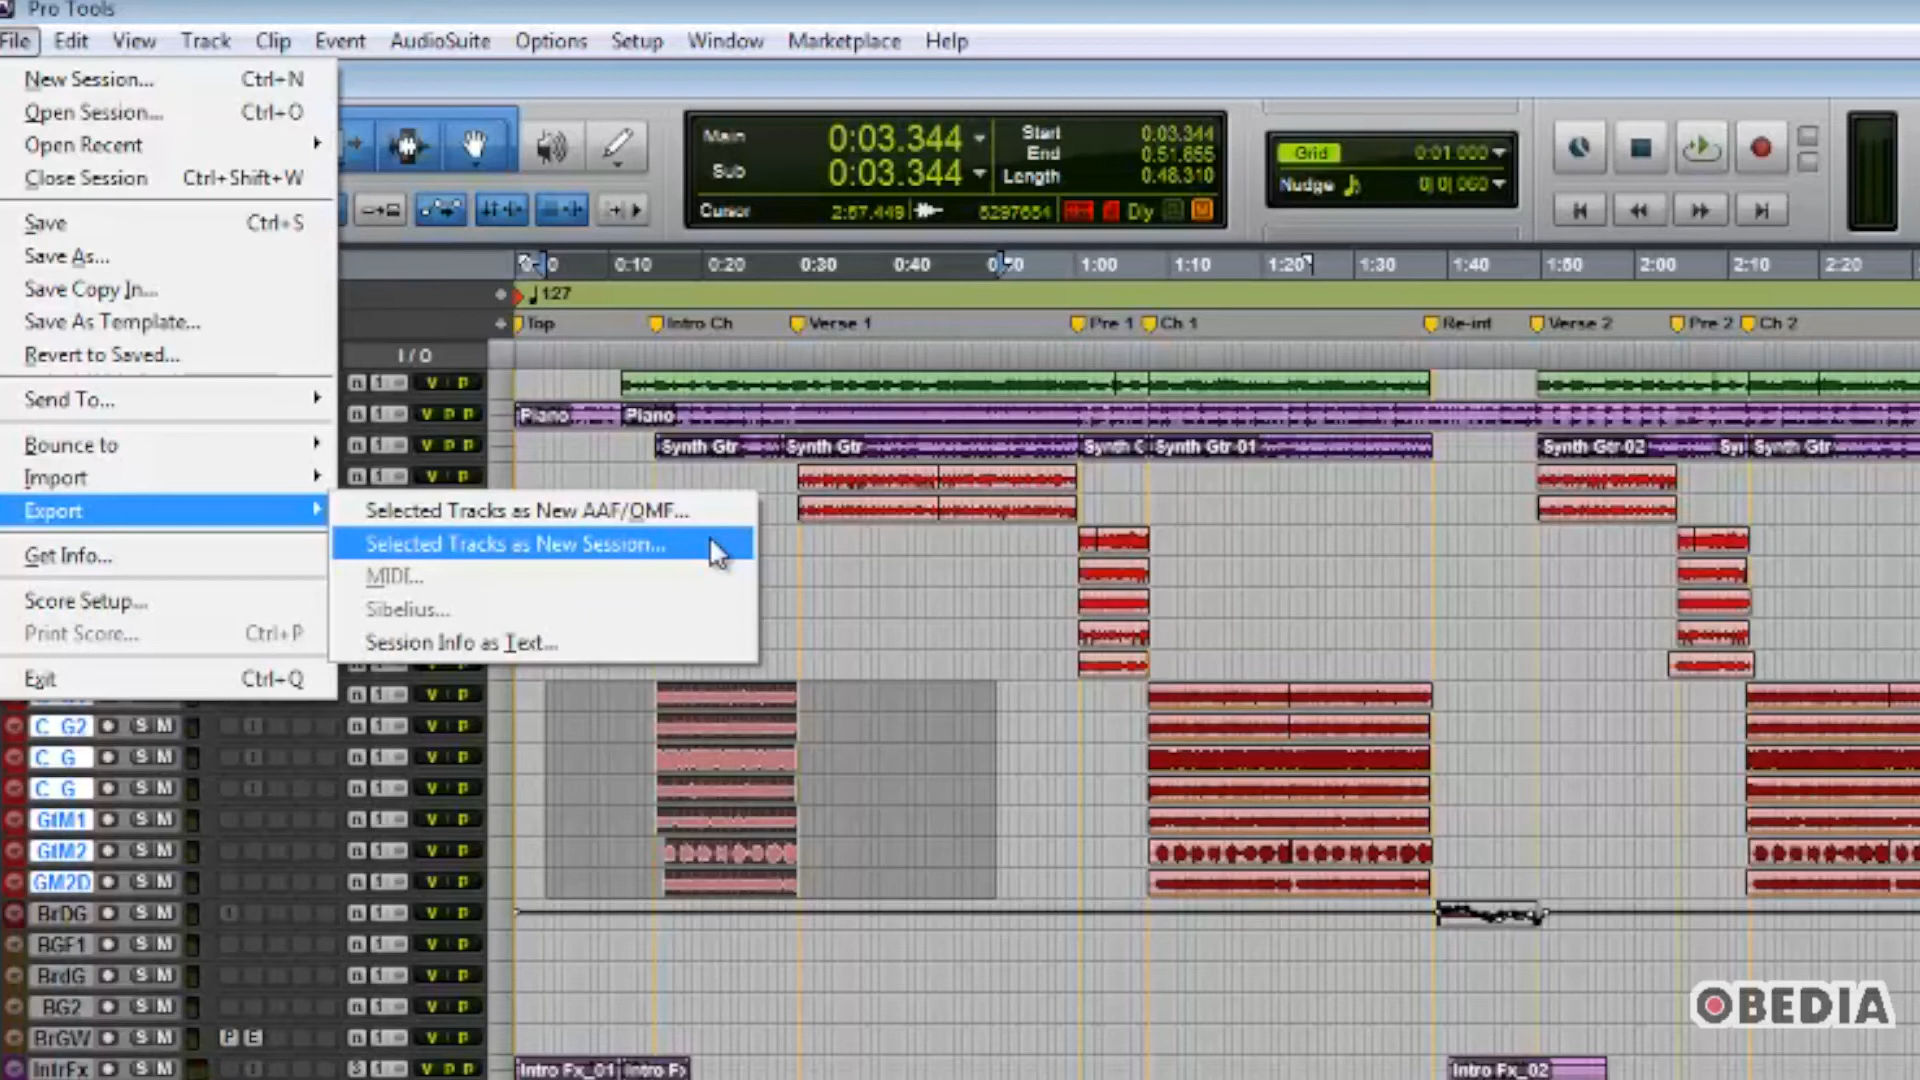 Pro Tools
File Edit View Track Clip Event AudioSuite Options Setup Window Marketplace Help
New Session... Ctrl+N
Open Session... Ctrl+O
Open Recent
Close Session Ctrl+Shift+W
Save Ctrl+S
Save As...
Save Copy In...
Save As Template...
Revert to Saved...
Send To...
Bounce to
Import
Export
Get Info...
Score Setup...
Print Score... Ctrl+P
Exit Ctrl+Q
Selected Tracks as New AAF/OMF...
Selected Tracks as New Session...
MIDI...
Sibelius...
Session Info as Text...
Main 0:03.344
Sub 0:03.344
Start 0:03.344
End 0:51.655
Length 0:48.310
Cursor 2:57.449 5297654 Dly
Grid 0:01.000
Nudge 0|0|060
0:10 0:20 0:30 0:40 1:00 1:10 1:20 1:30 1:40 1:50 2:00 2:10 2:20
127
Top Intro Ch Verse 1 Pre 1 Ch 1 Re-int Verse 2 Pre 2 Ch 2
I / O
Piano Piano
Synth Gtr Synth Gtr Synth G Synth Gtr-01 Synth Gtr-02 Syn Synth Gtr
C_G2 S M
C_G S M
C_G S M
GtM1 S M
GtM2 S M
GM2D S M
BrDG S M
BGF1 S M
BrdG S M
BG2 S M
BrGW S M P E
IntrFx S M
Intro Fx_01 Intro Fx Intro Fx_02
OBEDIA